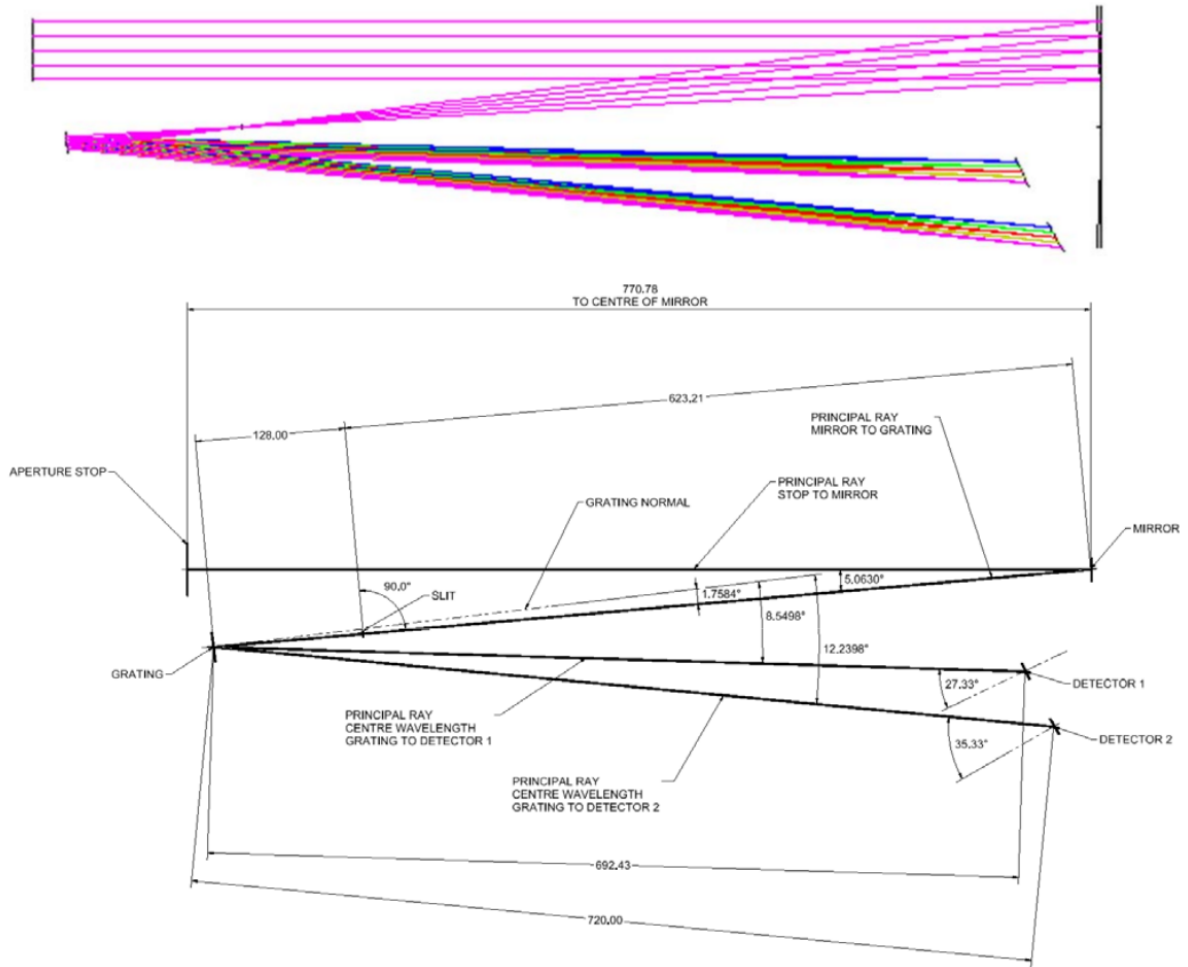 770.78
TO CENTRE OF MIRROR
623.21
128.00
PRINCIPAL RAY
MIRROR TO GRATING
APERTURE STOP
PRINCIPAL RAY
STOP TO MIRROR
GRATING NORMAL
MIRROR
90.0°
SLIT
5.0630°
1.7584°
8.5498°
12.2398°
GRATING
27.33°
DETECTOR 1
PRINCIPAL RAY
CENTRE WAVELENGTH
GRATING TO DETECTOR 1
35.33°
DETECTOR 2
PRINCIPAL RAY
CENTRE WAVELENGTH
GRATING TO DETECTOR 2
692.43
720.00